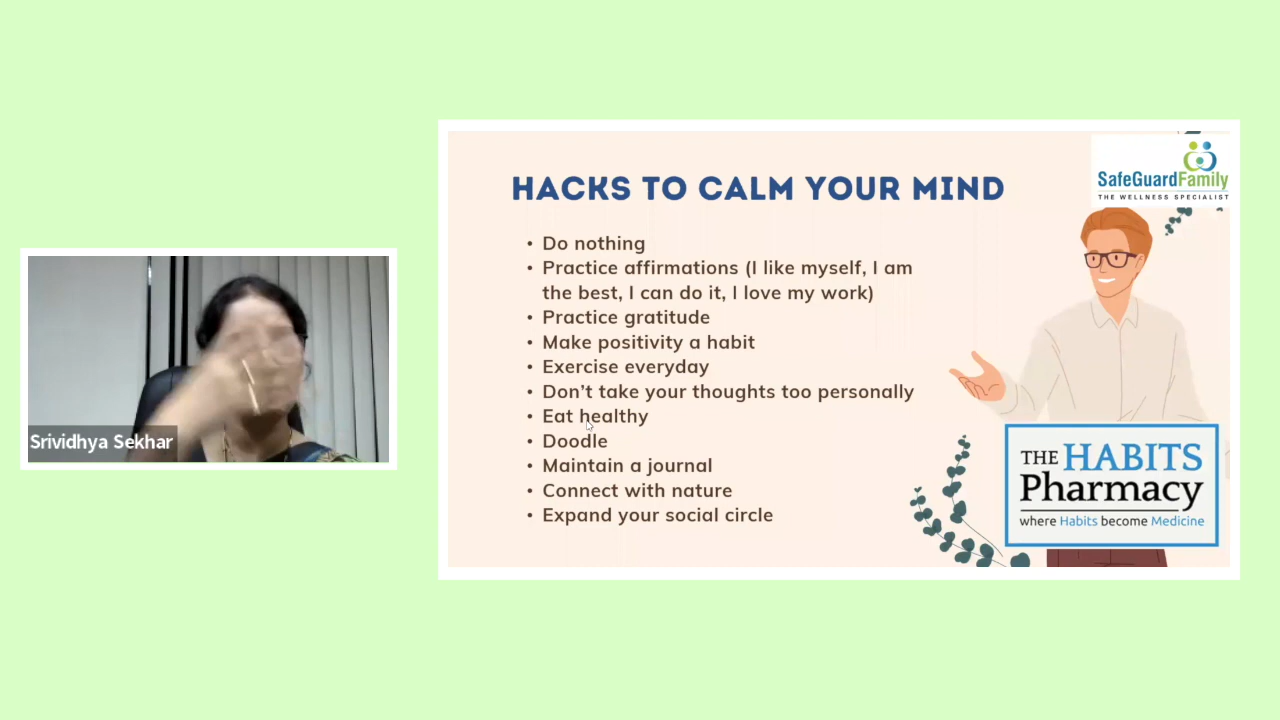 Srividhya Sekhar
HACKS TO CALM YOUR MIND
• Do nothing
• Practice affirmations (I like myself, I am
the best, I can do it, I love my work)
• Practice gratitude
• Make positivity a habit
• Exercise everyday
• Don't take your thoughts too personally
• Eat healthy
• Doodle
• Maintain a journal
• Connect with nature
• Expand your social circle
SafeGuardFamily
THE WELLNESS SPECIALIST
THE HABITS
Pharmacy
where Habits become Medicine